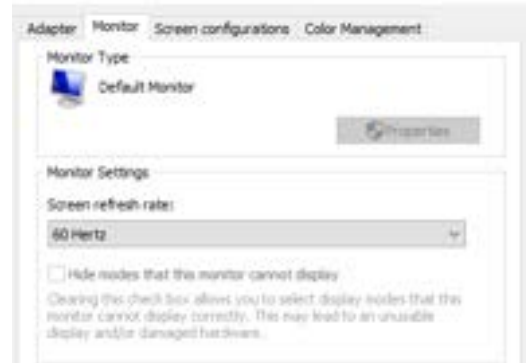 Adapter Monitor Screen configurations Color Management
Monitor Type
Default Monitor
Properties
Monitor Settings
Screen refresh rate:
60 Hertz
Hide modes that this monitor cannot display
Clearing this check box allows you to select display modes that this
monitor cannot display correctly. This may lead to an unusable
display and/or damaged hardware.